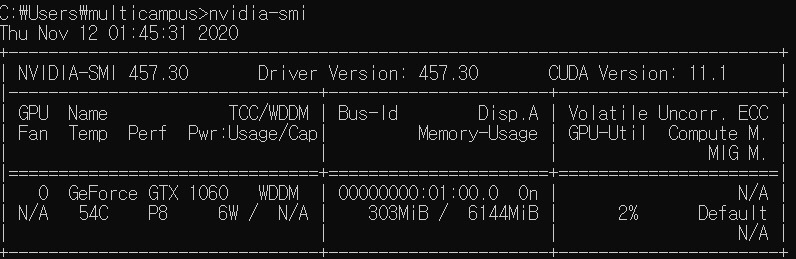 C:₩Users₩multicampus>nvidia-smi
Thu Nov 12 01:45:31 2020
+-----------------------------------------------------------------------------+
| NVIDIA-SMI 457.30       Driver Version: 457.30       CUDA Version: 11.1     |
|-------------------------------+----------------------+----------------------+
| GPU  Name            TCC/WDDM | Bus-Id        Disp.A | Volatile Uncorr. ECC |
| Fan  Temp  Perf  Pwr:Usage/Cap|         Memory-Usage | GPU-Util  Compute M. |
|                               |                      |               MIG M. |
|===============================+======================+======================|
|   0  GeForce GTX 1060   WDDM  | 00000000:01:00.0  On |                  N/A |
| N/A   54C    P8     6W /  N/A |    303MiB /  6144MiB |      2%      Default |
|                               |                      |                  N/A |
+-------------------------------+----------------------+----------------------+